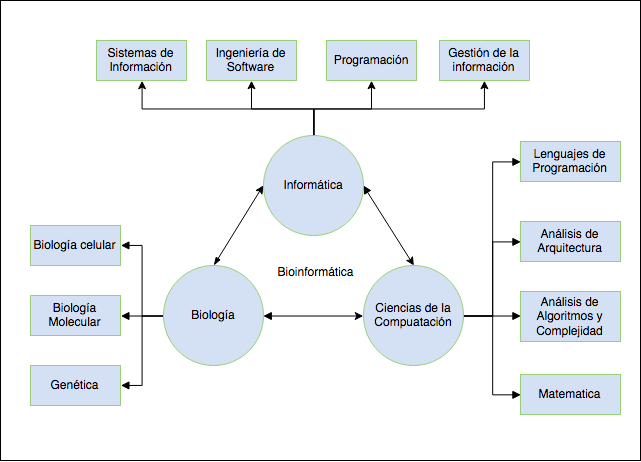 Sistemas de
Información
Ingeniería de
Software
Programación
Gestión de la
información
Informática
Lenguajes de
Programación
Análisis de
Arquitectura
Biología celular
Bioinformática
Biología
Molecular
Biología
Ciencias de la
Compuatación
Análisis de
Algoritmos y
Complejidad
Genética
Matematica